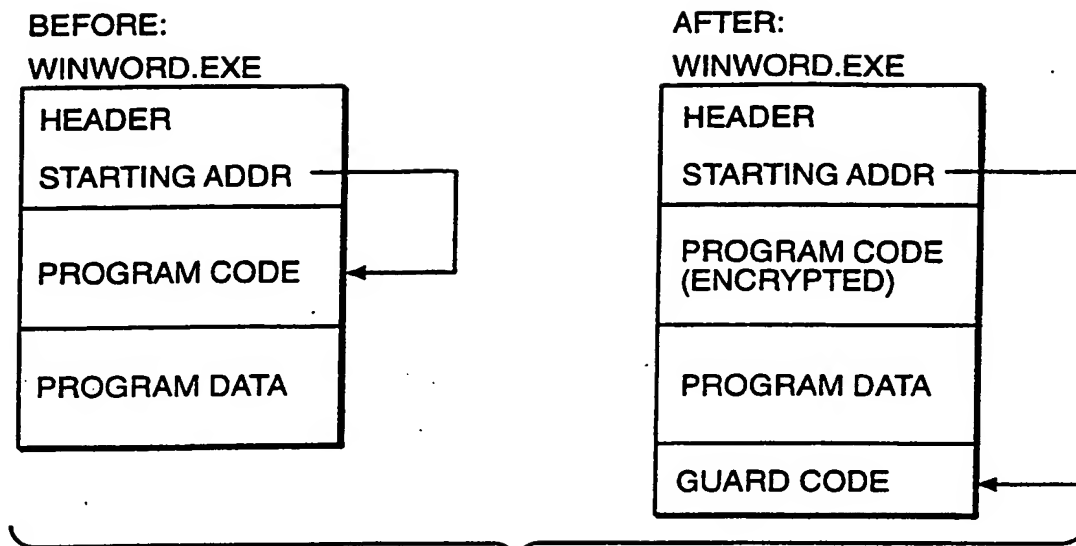 BEFORE:
WINWORD.EXE
HEADER
STARTING ADDR
PROGRAM CODE
PROGRAM DATA
AFTER:
WINWORD.EXE
HEADER
STARTING ADDR
PROGRAM CODE
(ENCRYPTED)
PROGRAM DATA
GUARD CODE